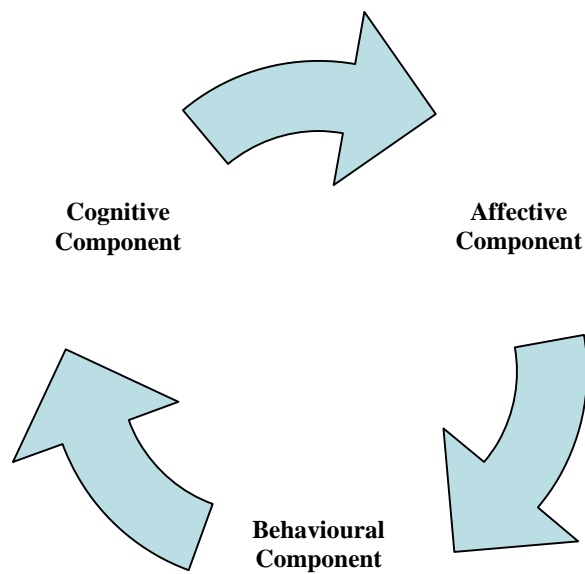 Cognitive
Component
Affective
Component
Behavioural
Component